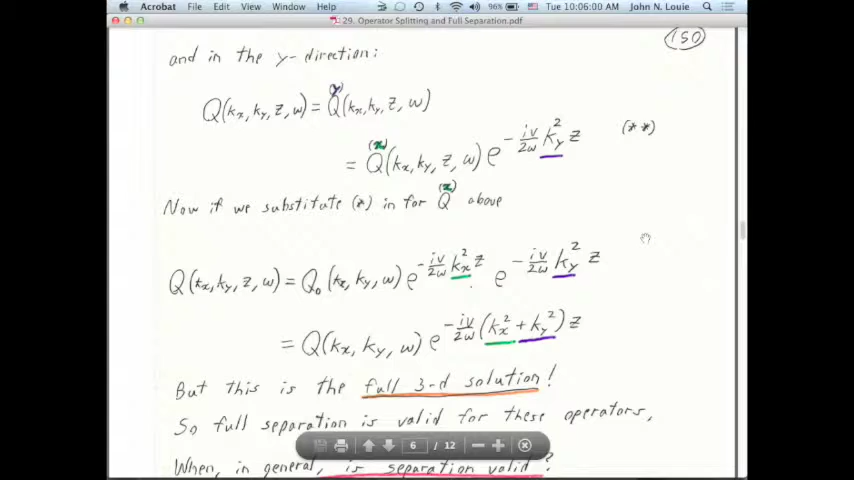 Acrobat File Edit View Window Help 96% Tue 10:06:00 AM John N. Louie
29. Operator Splitting and Full Separation.pdf
150
and in the y-direction:
Q(kx, ky, z, ω) = Q^(y)(kx, ky, z, ω)
= Q^(x)(kx, ky, z, ω) e^(-iv/2ω ky² z) (**)
Now if we substitute (*) in for Q^(x) above
Q(kx, ky, z, ω) = Q₀(kx, ky, ω) e^(-iv/2ω kx² z) e^(-iv/2ω ky² z)
= Q(kx, ky, ω) e^(-iv/2ω (kx² + ky²) z)
But this is the full 3-d solution!
So full separation is valid for these operators,
6 / 12
When, in general, is separation valid?